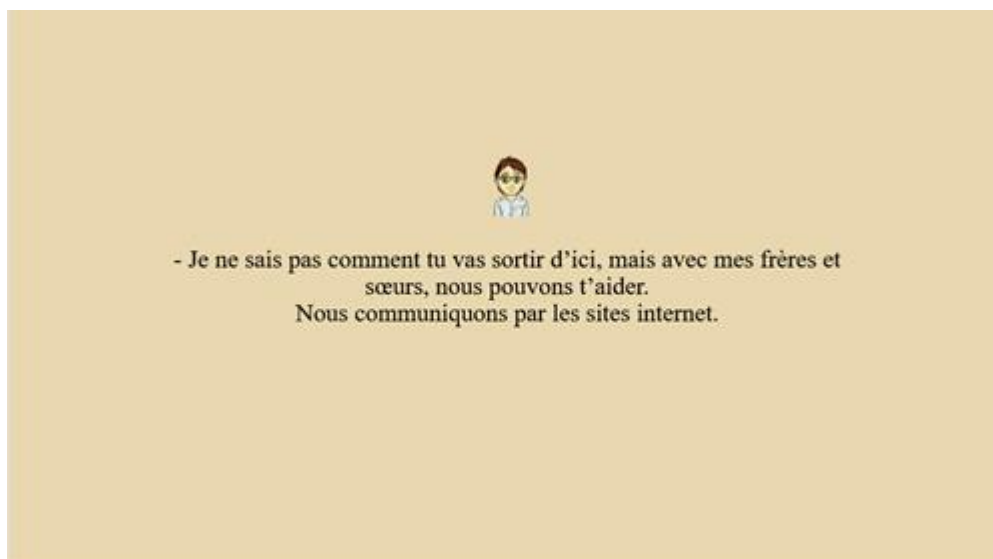 - Je ne sais pas comment tu vas sortir d’ici, mais avec mes frères et
sœurs, nous pouvons t’aider.
Nous communiquons par les sites internet.